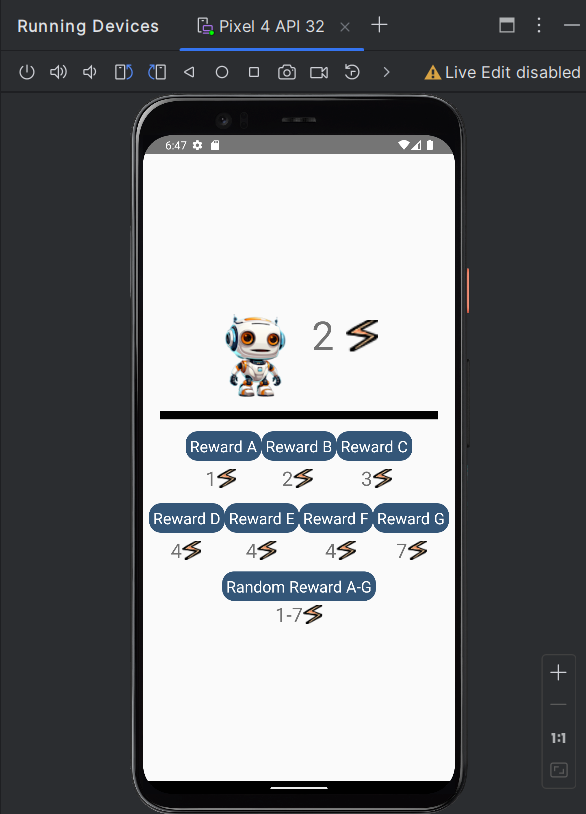 Running Devices
Pixel 4 API 32
Live Edit disabled
6:47
2
Reward A Reward B Reward C
1 2 3
Reward D Reward E Reward F Reward G
4 4 4 7
Random Reward A-G
1-7
1:1